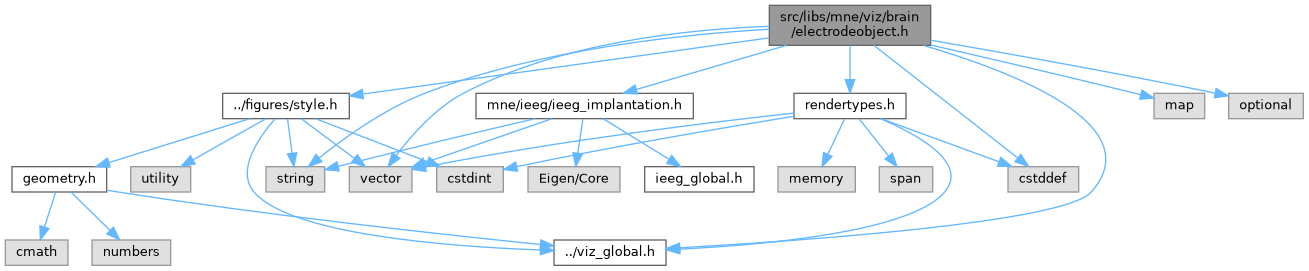 src/libs/mne/viz/brain
/electrodeobject.h
../figures/style.h
mne/ieeg/ieeg_implantation.h
rendertypes.h
map
optional
geometry.h
utility
string
vector
cstdint
Eigen/Core
ieeg_global.h
memory
span
cstddef
cmath
numbers
../viz_global.h